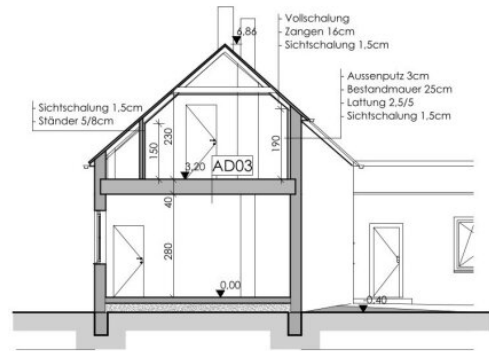 6,86
- Vollschalung
- Zangen 16cm
- Sichtschalung 1,5cm
- Aussenputz 3cm
- Bestandmauer 25cm
- Lattung 2,5/5
- Sichtschalung 1,5cm
- Sichtschalung 1,5cm
- Ständer 5/8cm
150
230
190
3,20
AD03
40
280
0,00
-0,40